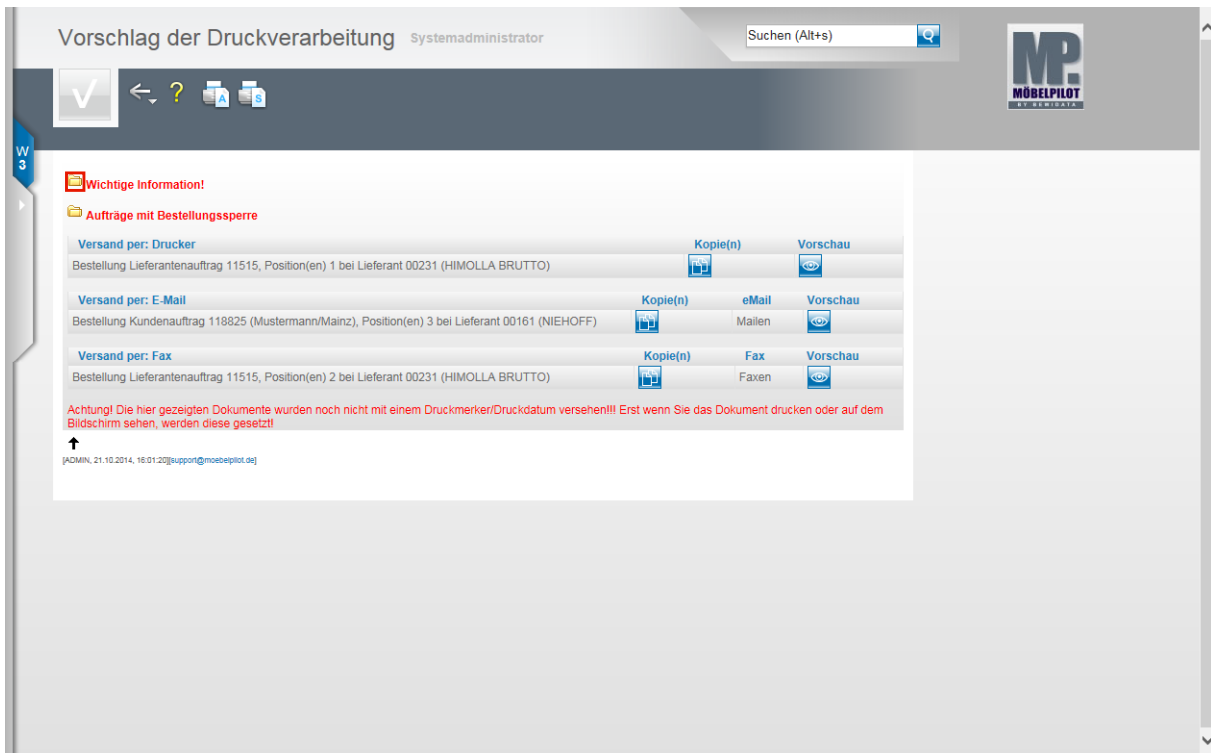 Vorschlag der Druckverarbeitung Systemadministrator
Suchen (Alt+s)
MP.
MÖBELPILOT
BY BEMIDATA
√ ? A S
W
3
Wichtige Information!
Aufträge mit Bestellungssperre
Versand per: Drucker Kopie(n) Vorschau
Bestellung Lieferantenauftrag 11515, Position(en) 1 bei Lieferant 00231 (HIMOLLA BRUTTO)
Versand per: E-Mail Kopie(n) eMail Vorschau
Bestellung Kundenauftrag 118825 (Mustermann/Mainz), Position(en) 3 bei Lieferant 00161 (NIEHOFF) Mailen
Versand per: Fax Kopie(n) Fax Vorschau
Bestellung Lieferantenauftrag 11515, Position(en) 2 bei Lieferant 00231 (HIMOLLA BRUTTO) Faxen
Achtung! Die hier gezeigten Dokumente wurden noch nicht mit einem Druckmerker/Druckdatum versehen!!! Erst wenn Sie das Dokument drucken oder auf dem
Bildschirm sehen, werden diese gesetzt!
[ADMIN, 21.10.2014, 16:01:20][support@moebelpilot.de]